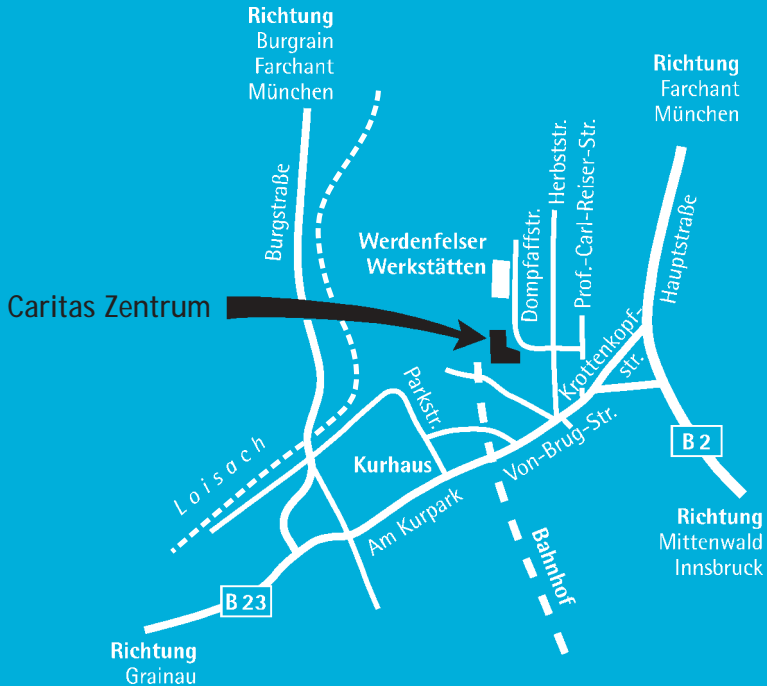 Richtung
Burgrain
Farchant
München
Richtung
Farchant
München
Burgstraße
Herbststr.
Prof.-Carl-Reiser-Str.
Dompfaffstr.
Hauptstraße
Werdenfelser
Werkstätten
Caritas Zentrum
Krottenkopf-
str.
Parkstr.
Loisach
Kurhaus
Von-Brug-Str.
B 2
Am Kurpark
Bahnhof
Richtung
Mittenwald
Innsbruck
B 23
Richtung
Grainau